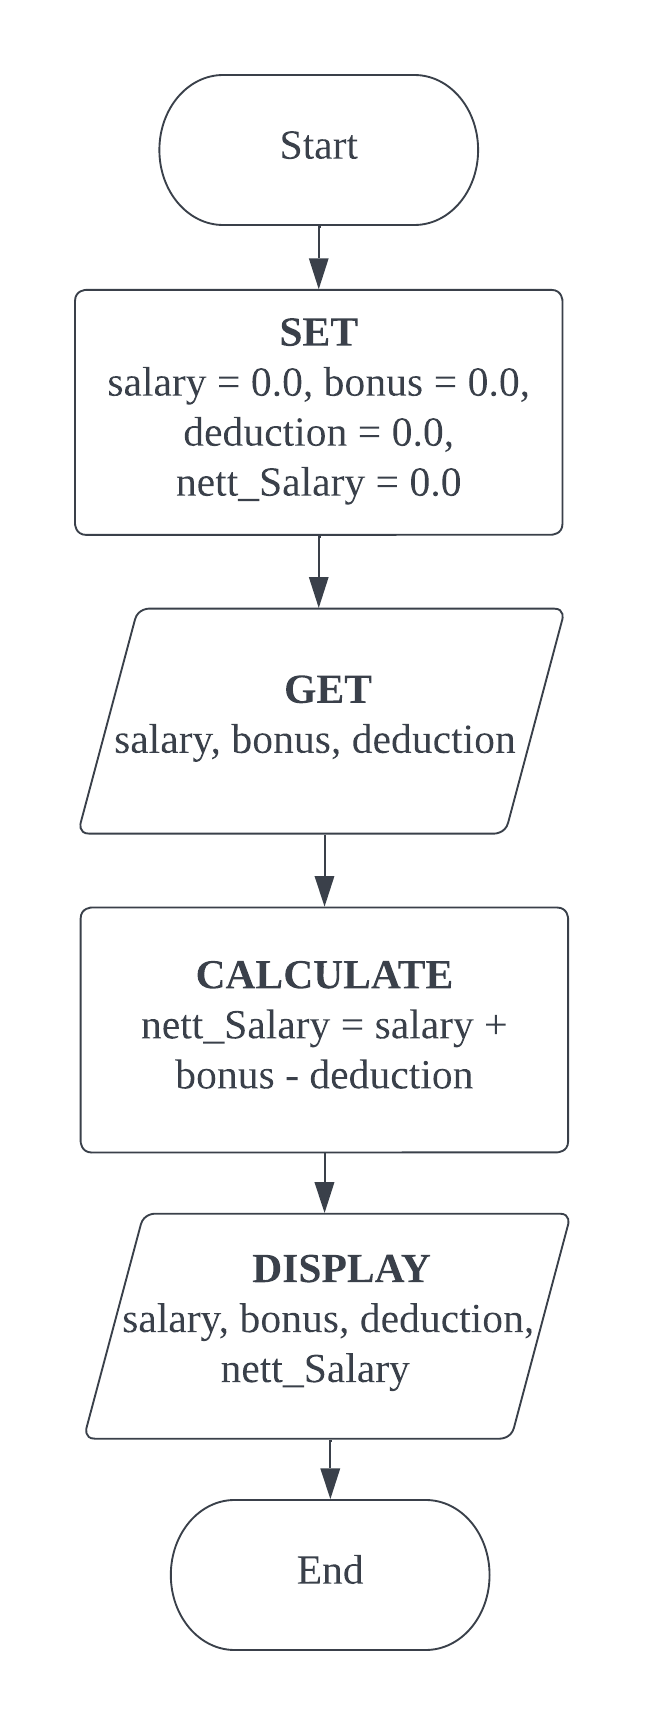 Start
SET
salary = 0.0, bonus = 0.0,
deduction = 0.0,
nett_Salary = 0.0
GET
salary, bonus, deduction
CALCULATE
nett_Salary = salary +
bonus - deduction
DISPLAY
salary, bonus, deduction,
nett_Salary
End